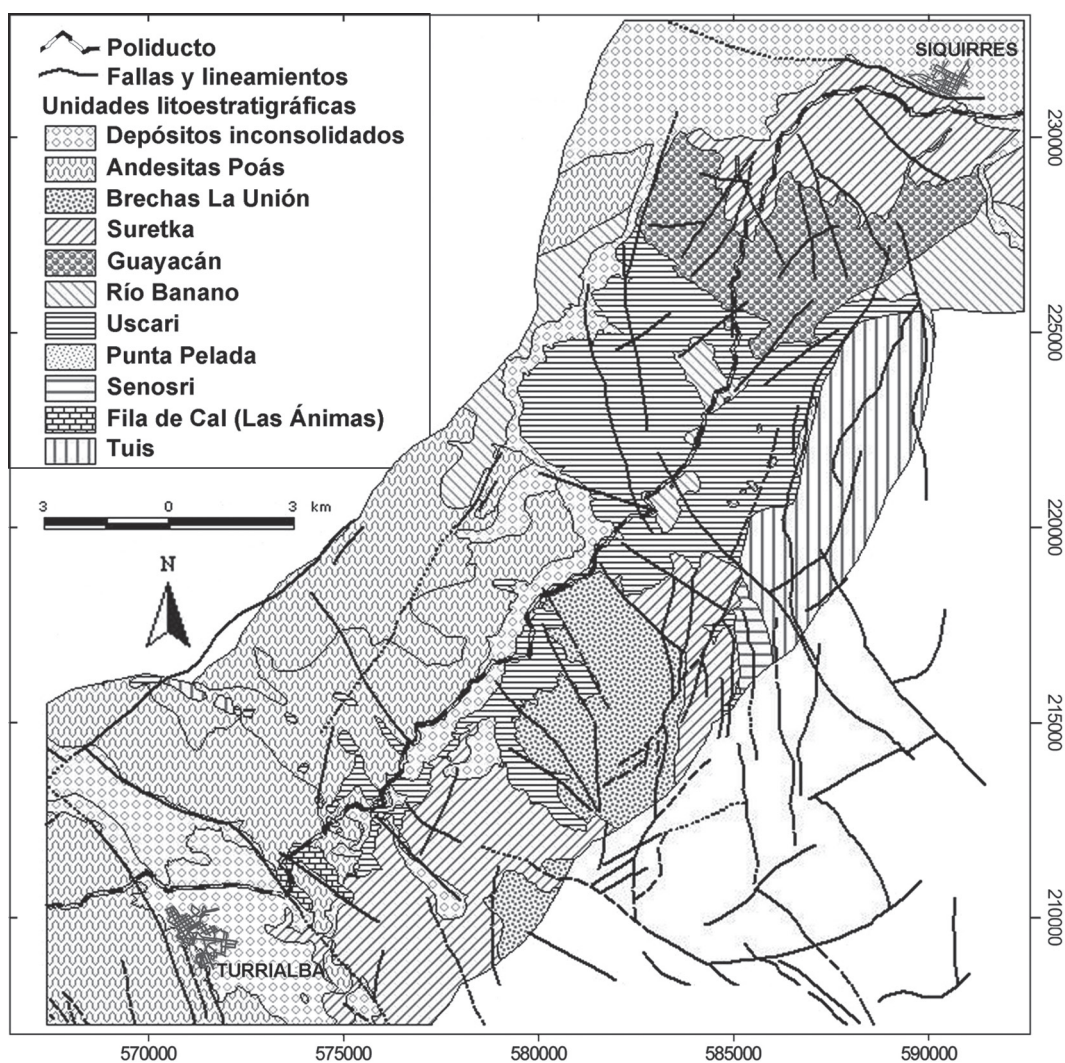 Poliducto
Fallas y lineamientos
Unidades litoestratigráficas
Depósitos inconsolidados
Andesitas Poás
Brechas La Unión
Suretka
Guayacán
Río Banano
Uscari
Punta Pelada
Senosri
Fila de Cal (Las Ánimas)
Tuis
3 0 3 km
N
SIQUIRRES
TURRIALBA
230000
225000
220000
215000
210000
570000 575000 580000 585000 590000